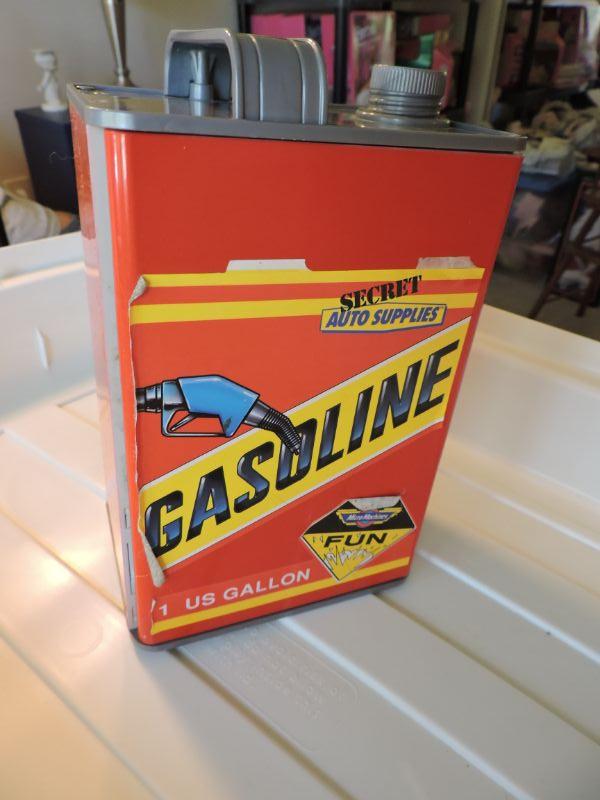 SECRET
AUTO SUPPLIES
GASOLINE
Micro Machines
FUN
1 US GALLON